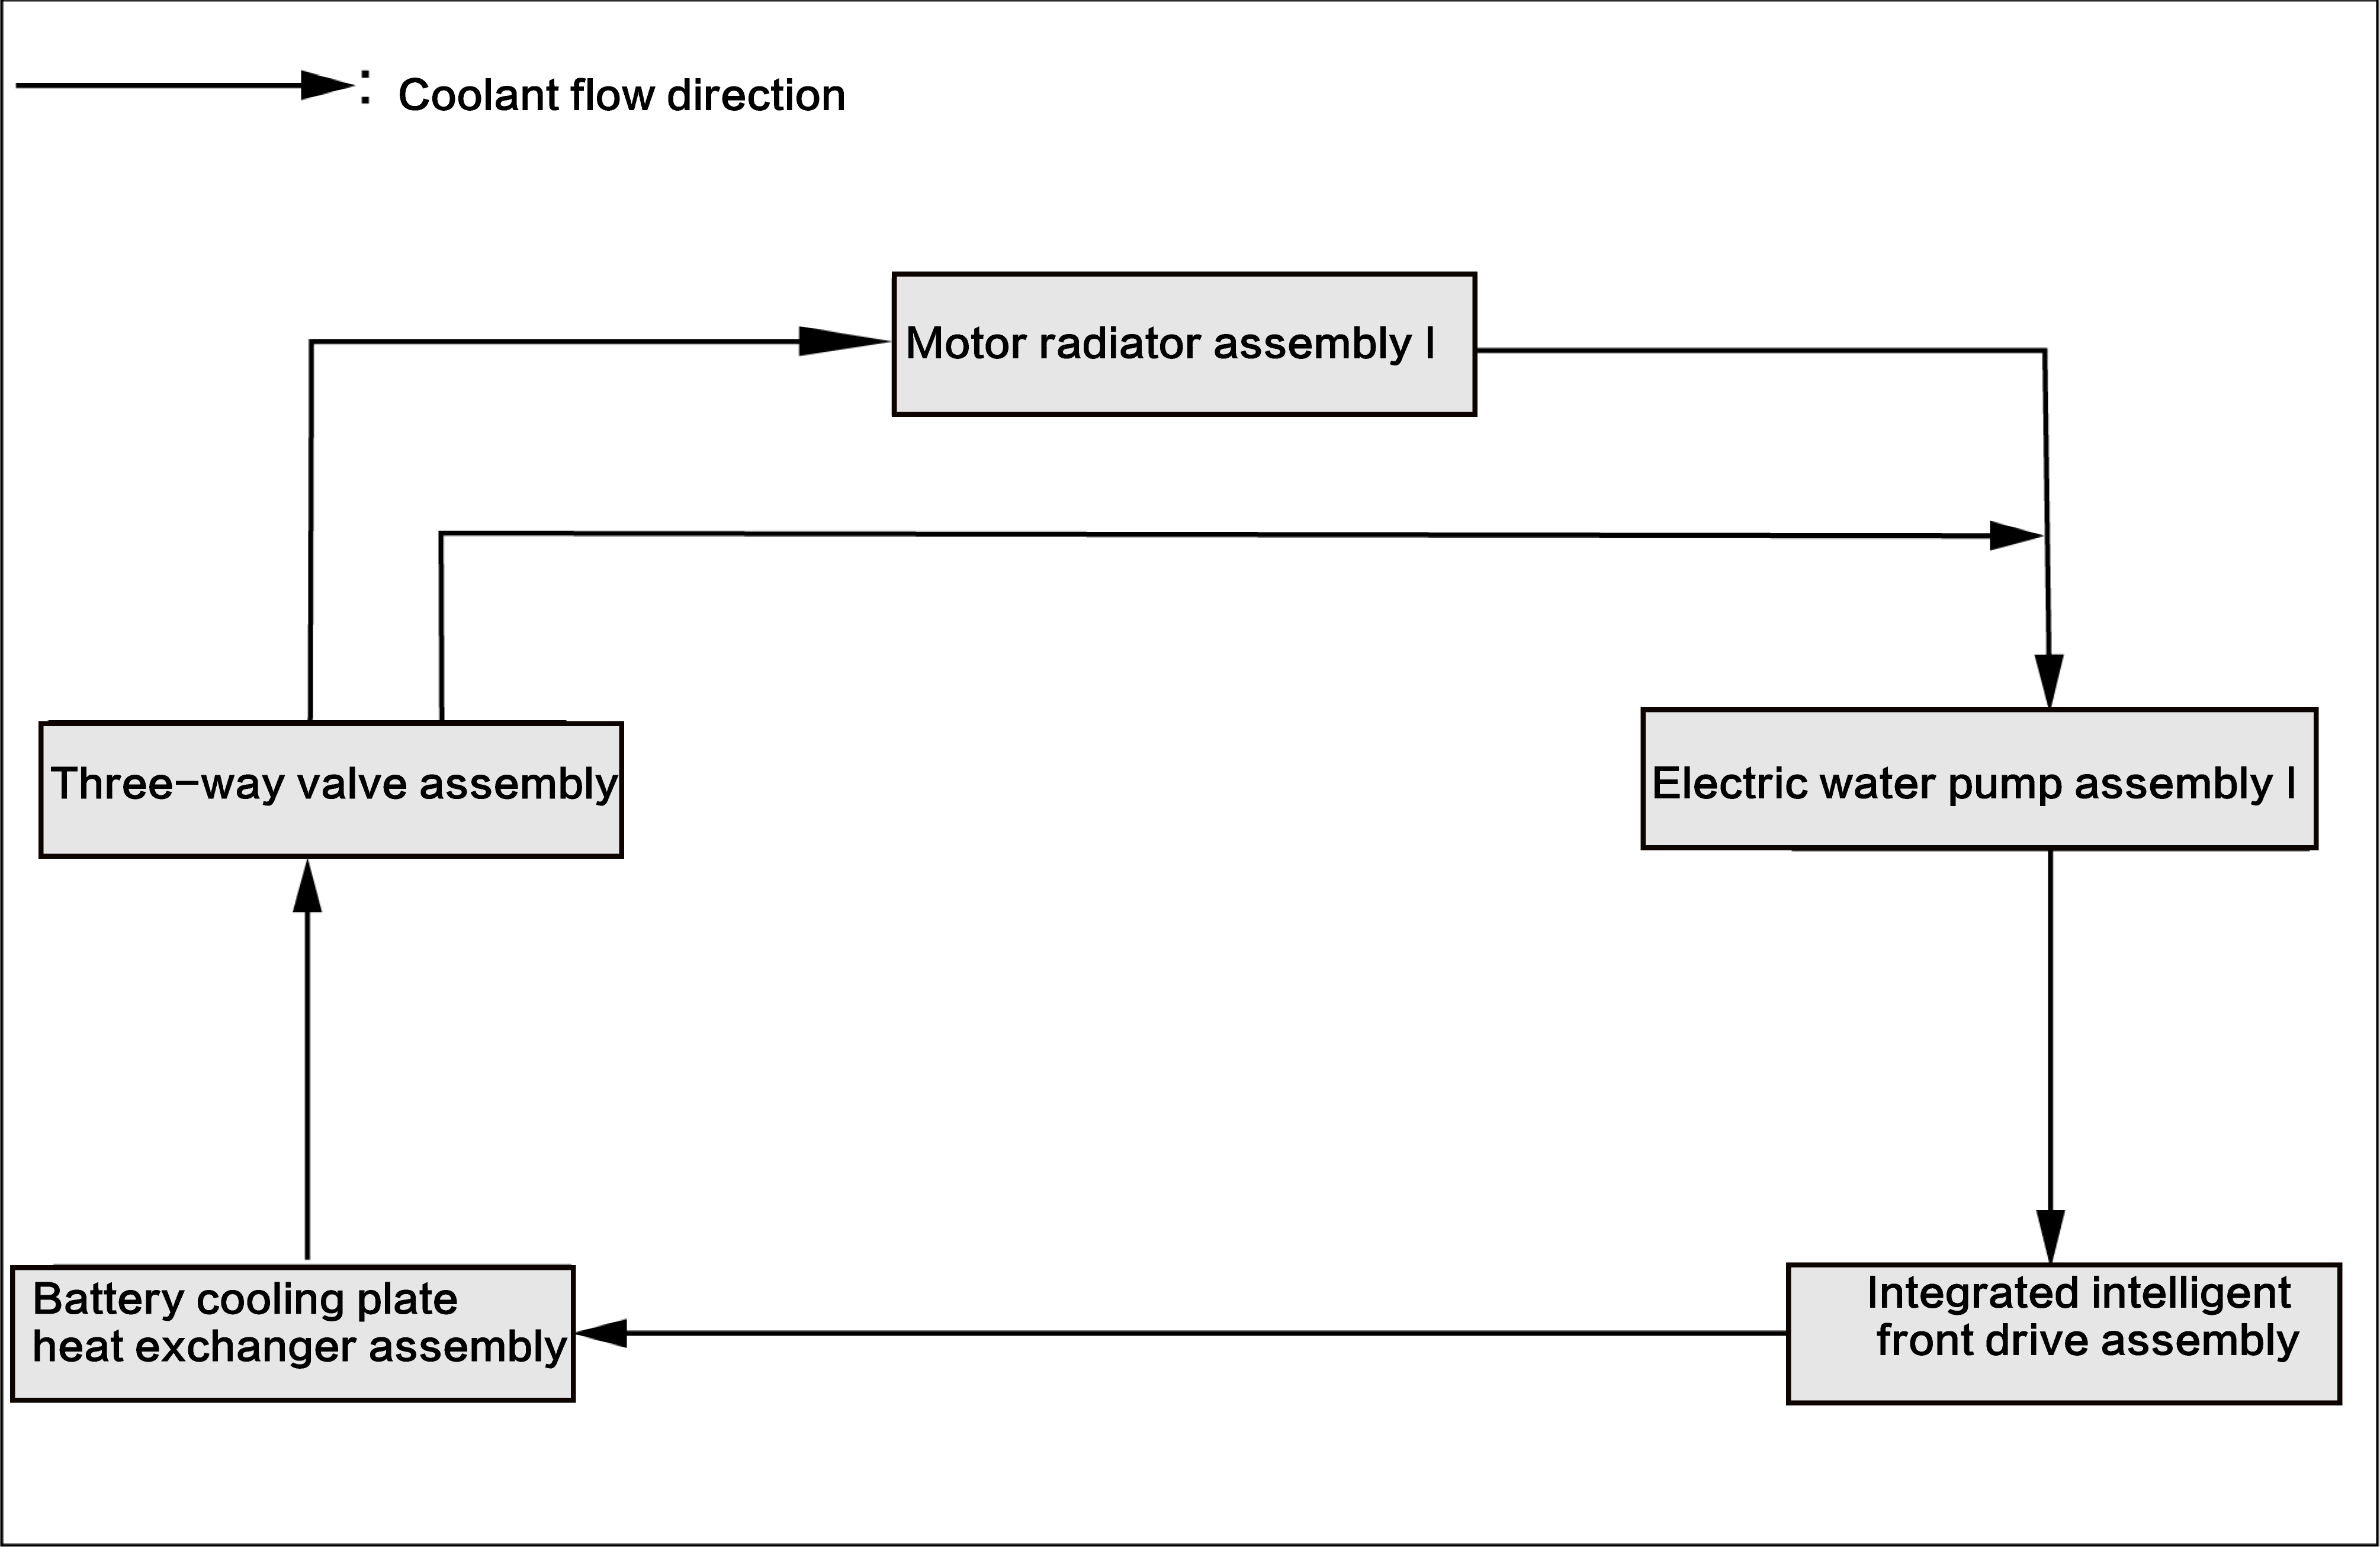 : Coolant flow direction
Motor radiator assembly I
Three-way valve assembly
Electric water pump assembly I
Battery cooling plate
heat exchanger assembly
Integrated intelligent
front drive assembly